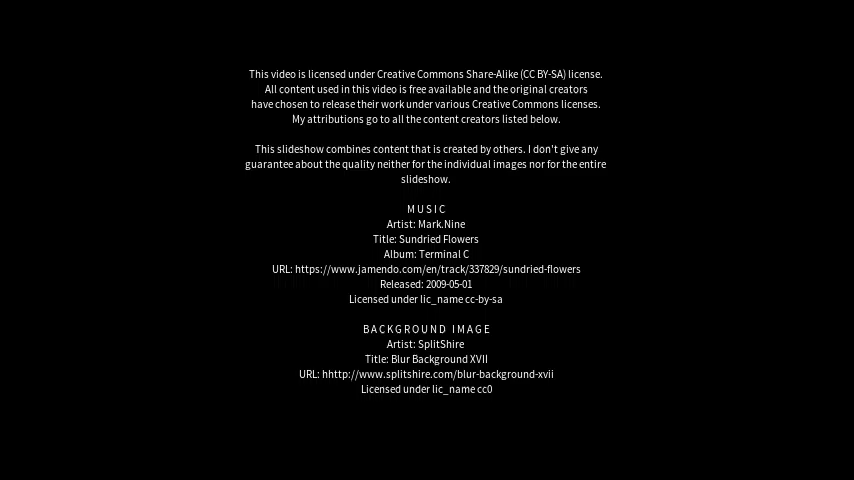 This video is licensed under Creative Commons Share-Alike (CC BY-SA) license.
All content used in this video is free available and the original creators
have chosen to release their work under various Creative Commons licenses.
My attributions go to all the content creators listed below.
This slideshow combines content that is created by others. I don't give any
guarantee about the quality neither for the individual images nor for the entire
slideshow.
MUSIC
Artist: Mark.Nine
Title: Sundried Flowers
Album: Terminal C
URL: https://www.jamendo.com/en/track/337829/sundried-flowers
Released: 2009-05-01
Licensed under lic_name cc-by-sa
BACKGROUND IMAGE
Artist: SplitShire
Title: Blur Background XVII
URL: hhttp://www.splitshire.com/blur-background-xvii
Licensed under lic_name cc0